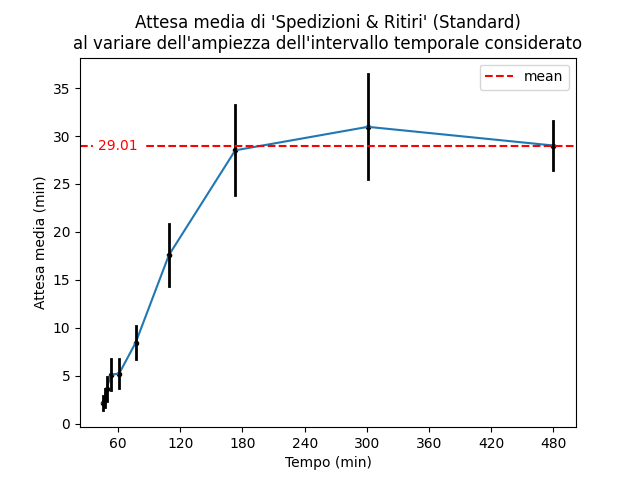 Attesa media di 'Spedizioni & Ritiri' (Standard)
al variare dell'ampiezza dell'intervallo temporale considerato
mean
29.01
35
30
25
20
15
10
5
0
Attesa media (min)
60 120 180 240 300 360 420 480
Tempo (min)